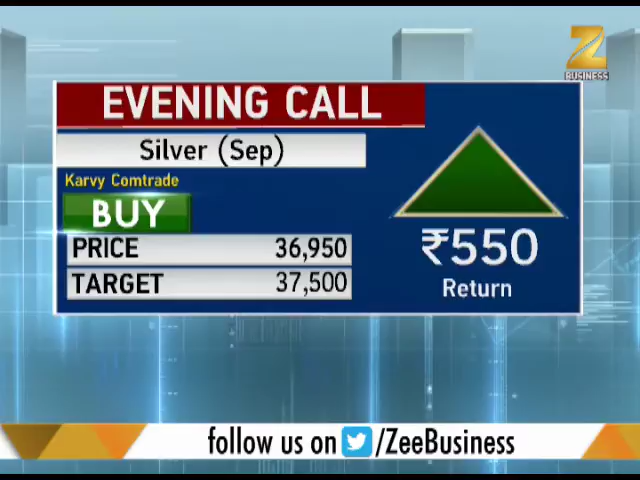 Z
BUSINESS
EVENING CALL
Silver (Sep)
Karvy Comtrade
BUY
PRICE 36,950
TARGET 37,500
₹550
Return
follow us on /ZeeBusiness